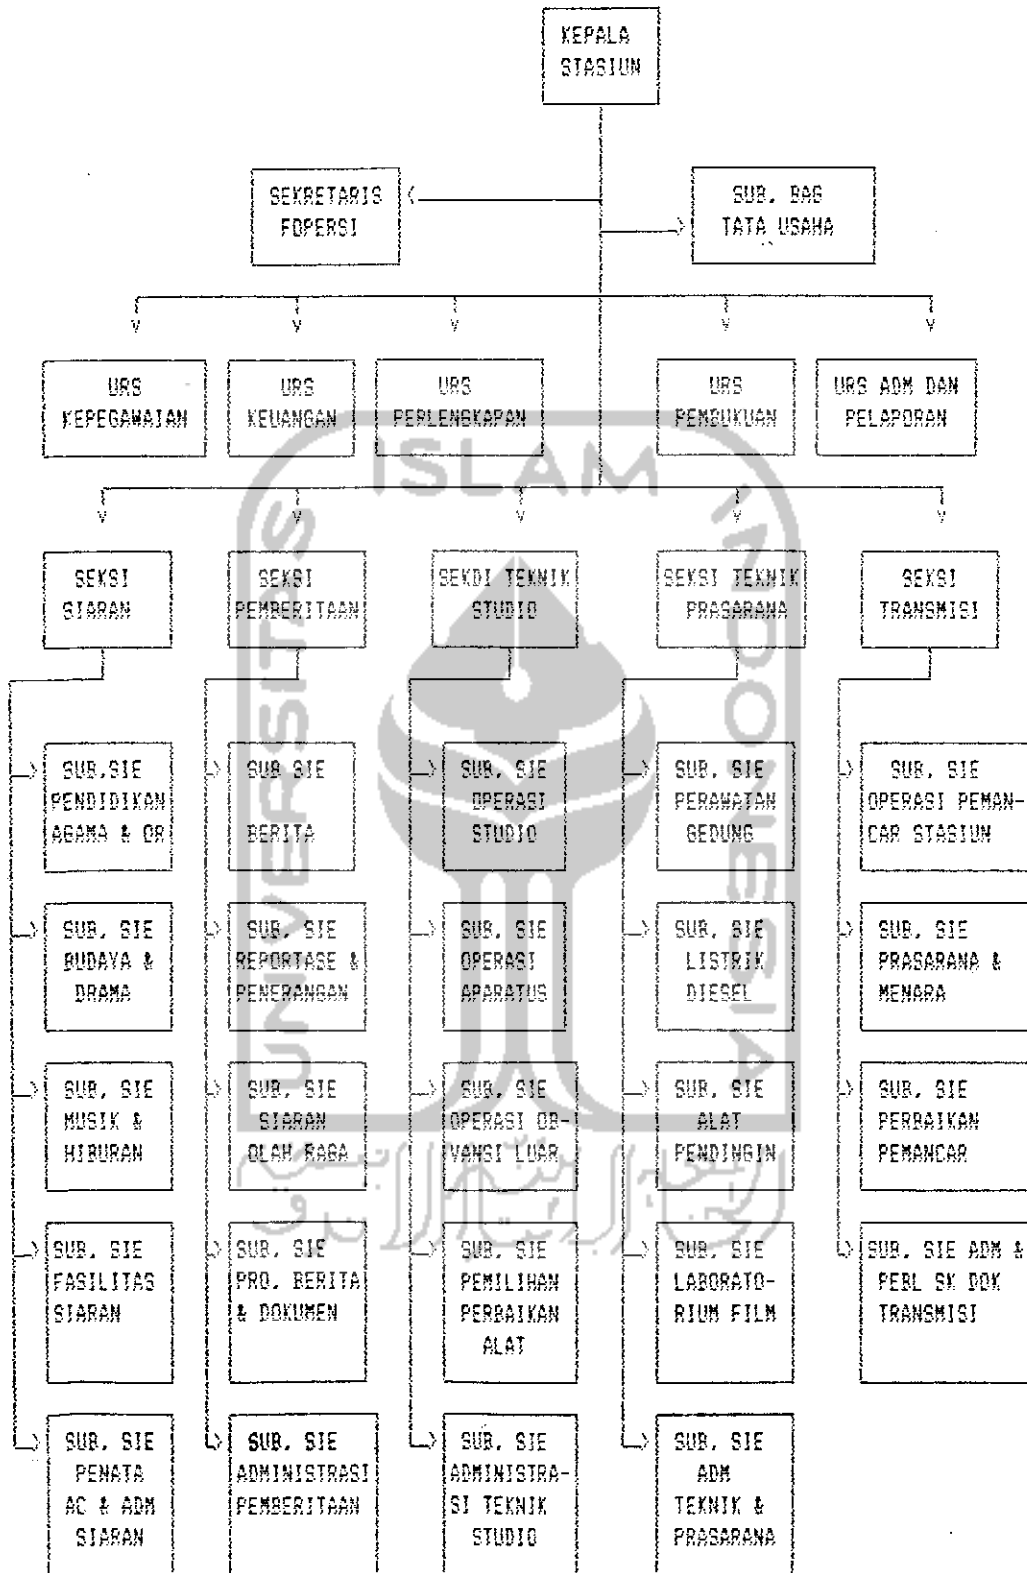 KEPALA
STASIUN
SEKRETARIS
FOPERSI
SUB. BAG
TATA USAHA
URS
KEPEGAWAIAN
URS
KEUANGAN
URS
PERLENGKAPAN
URS
PEMBUKUAN
URS ADM DAN
PELAPORAN
SEKSI
SIARAN
SEKSI
PEMBERITAAN
SEKDI TEKNIK
STUDIO
SEKSI TEKNIK
PRASARANA
SEKSI
TRANSMISI
SUB.SIE
PENDIDIKAN
AGAMA & OR
SUB SIE
BERITA
SUB. SIE
OPERASI
STUDIO
SUB. SIE
PERAWATAN
GEDUNG
SUB. SIE
OPERASI PEMAN-
CAR STASIUN
SUB. SIE
BUDAYA &
DRAMA
SUB. SIE
REPORTASE &
PENERANGAN
SUB. SIE
OPERASI
APARATUS
SUB. SIE
LISTRIK
DIESEL
SUB. SIE
PRASARANA &
MENARA
SUB. SIE
MUSIK &
HIBURAN
SUB. SIE
SIARAN
OLAH RAGA
SUB. SIE
OPERASI OB-
VANSI LUAR
SUB. SIE
ALAT
PENDINGIN
SUB. SIE
PERBAIKAN
PEMANCAR
SUB. SIE
FASILITAS
SIARAN
SUB. SIE
PRO. BERITA
& DOKUMEN
SUB. SIE
PEMILIHAN
PERBAIKAN
ALAT
SUB. SIE
LABORATO-
RIUM FILM
SUB. SIE ADM &
PEBL SK DOK
TRANSMISI
SUB. SIE
PENATA
AC & ADM
SIARAN
SUB. SIE
ADMINISTRASI
PEMBERITAAN
SUB. SIE
ADMINISTRA-
SI TEKNIK
STUDIO
SUB. SIE
ADM
TEKNIK &
PRASARANA
UNIVERSITAS
ISLAM
INDONESIA